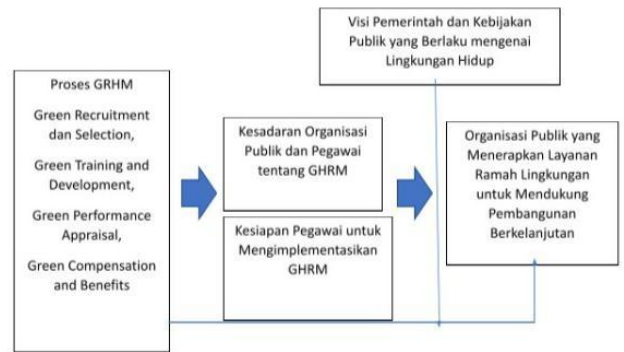 Visi Pemerintah dan Kebijakan
Publik yang Berlaku mengenai
Lingkungan Hidup
Proses GRHM
Green Recruitment
dan Selection,
Green Training and
Development,
Green Performance
Appraisal,
Green Compensation
and Benefits
Kesadaran Organisasi
Publik dan Pegawai
tentang GHRM
Kesiapan Pegawai untuk
Mengimplementasikan
GHRM
Organisasi Publik yang
Menerapkan Layanan
Ramah Lingkungan
untuk Mendukung
Pembangunan
Berkelanjutan